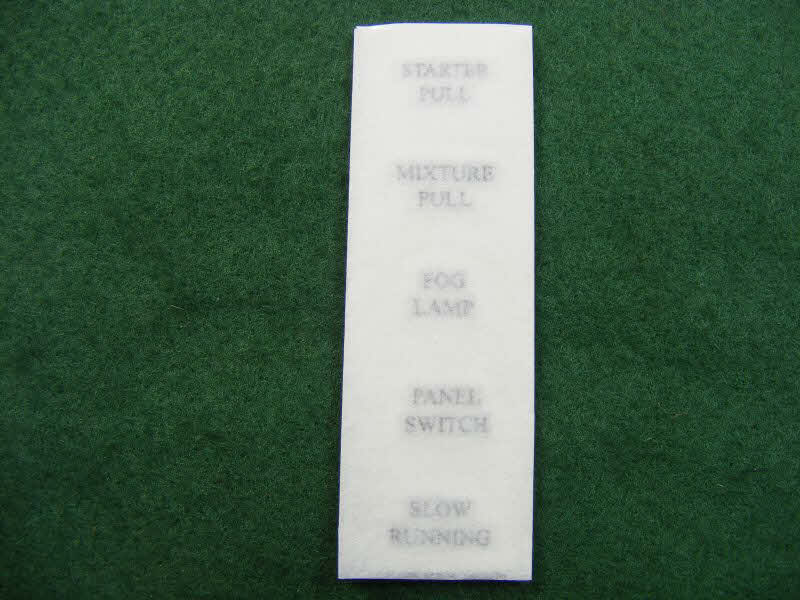 STARTER
PULL
MIXTURE
PULL
FOG
LAMP
PANEL
SWITCH
SLOW
RUNNING